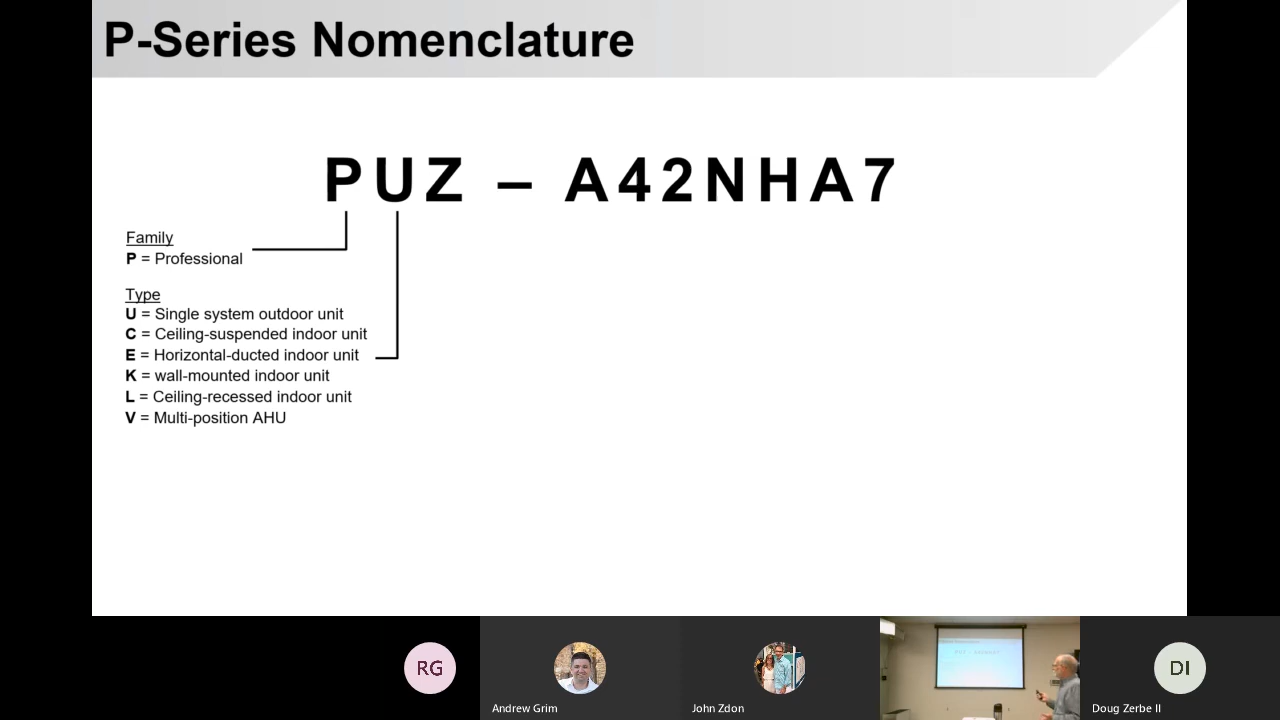 P-Series Nomenclature
PUZ – A42NHA7
Family
P = Professional
Type
U = Single system outdoor unit
C = Ceiling-suspended indoor unit
E = Horizontal-ducted indoor unit
K = wall-mounted indoor unit
L = Ceiling-recessed indoor unit
V = Multi-position AHU
RG
Andrew Grim
John Zdon
DI
Doug Zerbe II